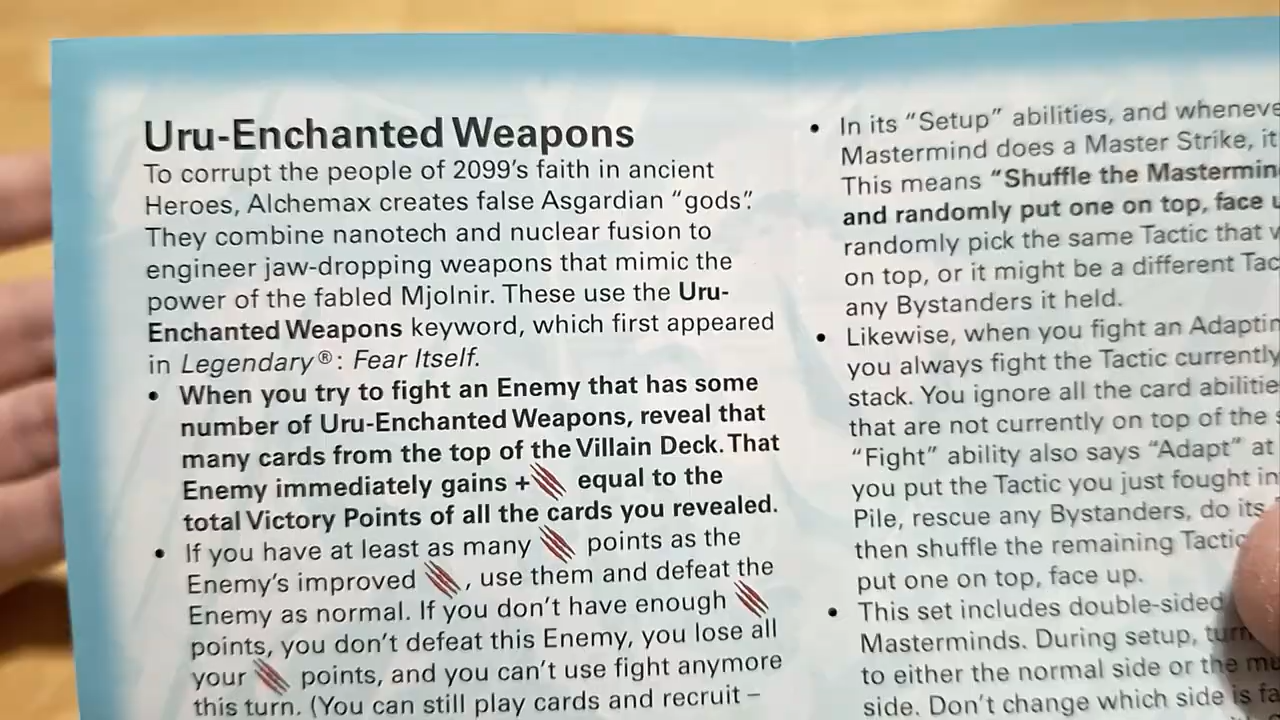 Uru-Enchanted Weapons
To corrupt the people of 2099's faith in ancient
Heroes, Alchemax creates false Asgardian “gods”.
They combine nanotech and nuclear fusion to
engineer jaw-dropping weapons that mimic the
power of the fabled Mjolnir. These use the Uru-
Enchanted Weapons keyword, which first appeared
in Legendary®: Fear Itself.
• When you try to fight an Enemy that has some
number of Uru-Enchanted Weapons, reveal that
many cards from the top of the Villain Deck. That
Enemy immediately gains + equal to the
total Victory Points of all the cards you revealed.
• If you have at least as many points as the
Enemy's improved , use them and defeat the
Enemy as normal. If you don't have enough
points, you don't defeat this Enemy, you lose all
your points, and you can't use fight anymore
this turn. (You can still play cards and recruit –
• In its “Setup” abilities, and wheneve
Mastermind does a Master Strike, it
This means “Shuffle the Mastermin
and randomly put one on top, face u
randomly pick the same Tactic that
on top, or it might be a different Tac
any Bystanders it held.
• Likewise, when you fight an Adaptin
you always fight the Tactic currently
stack. You ignore all the card abilitie
that are not currently on top of the
“Fight” ability also says “Adapt” at
you put the Tactic you just fought in
Pile, rescue any Bystanders, do its
then shuffle the remaining Tactic
put one on top, face up.
• This set includes double-sided
Masterminds. During setup, turn
to either the normal side or the
side. Don't change which side is fa